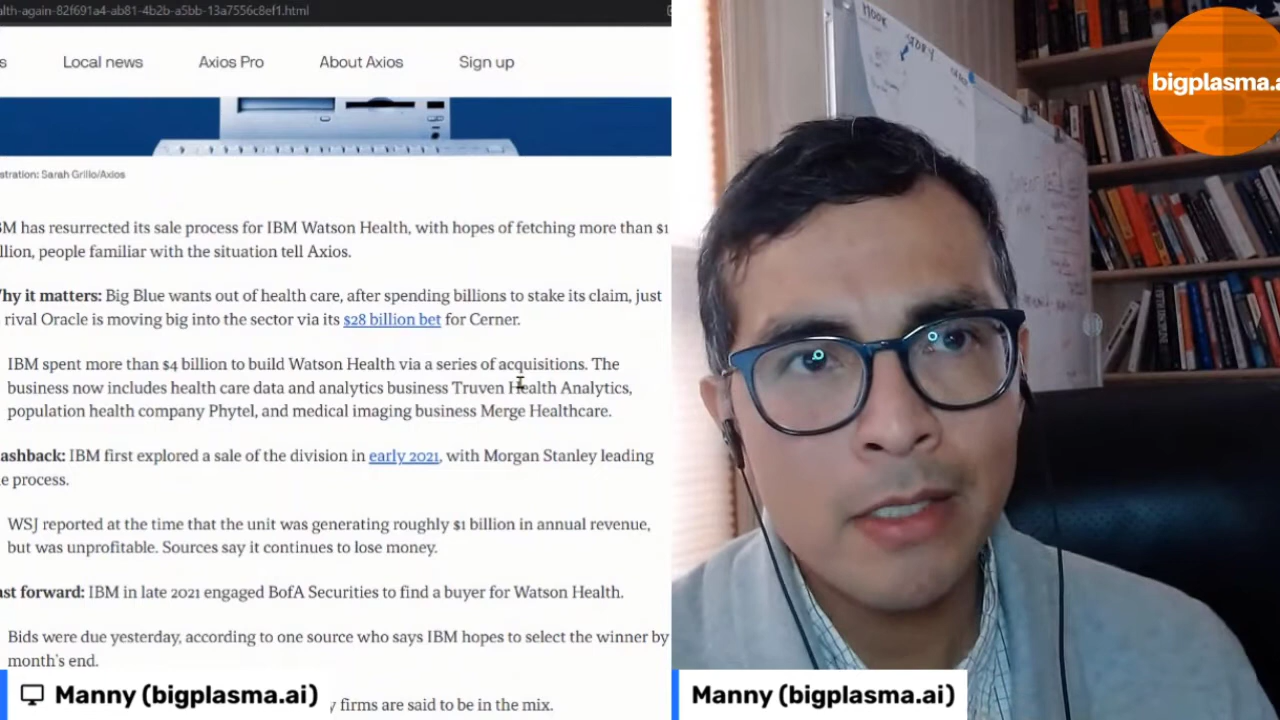 alth-again-82f691a4-ab81-4b2b-a5bb-13a7556c8ef1.html
s Local news Axios Pro About Axios Sign up
stration: Sarah Grillo/Axios
BM has resurrected its sale process for IBM Watson Health, with hopes of fetching more than $1
llion, people familiar with the situation tell Axios.
hy it matters: Big Blue wants out of health care, after spending billions to stake its claim, just
rival Oracle is moving big into the sector via its $28 billion bet for Cerner.
IBM spent more than $4 billion to build Watson Health via a series of acquisitions. The
business now includes health care data and analytics business Truven Health Analytics,
population health company Phytel, and medical imaging business Merge Healthcare.
ashback: IBM first explored a sale of the division in early 2021, with Morgan Stanley leading
e process.
WSJ reported at the time that the unit was generating roughly $1 billion in annual revenue,
but was unprofitable. Sources say it continues to lose money.
ast forward: IBM in late 2021 engaged BofA Securities to find a buyer for Watson Health.
Bids were due yesterday, according to one source who says IBM hopes to select the winner by
month's end.
y firms are said to be in the mix.
Manny (bigplasma.ai)
bigplasma.a
STORY
Manny (bigplasma.ai)